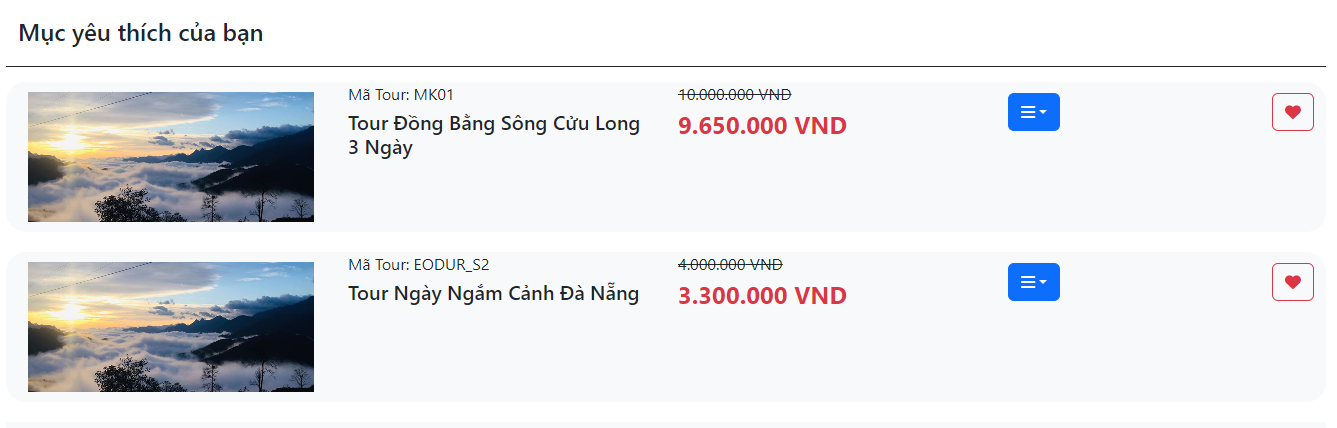 Mục yêu thích của bạn
Mã Tour: MK01
Tour Đồng Bằng Sông Cửu Long
3 Ngày
10.000.000 VND
9.650.000 VND
Mã Tour: EODUR_S2
Tour Ngày Ngắm Cảnh Đà Nẵng
4.000.000 VND
3.300.000 VND